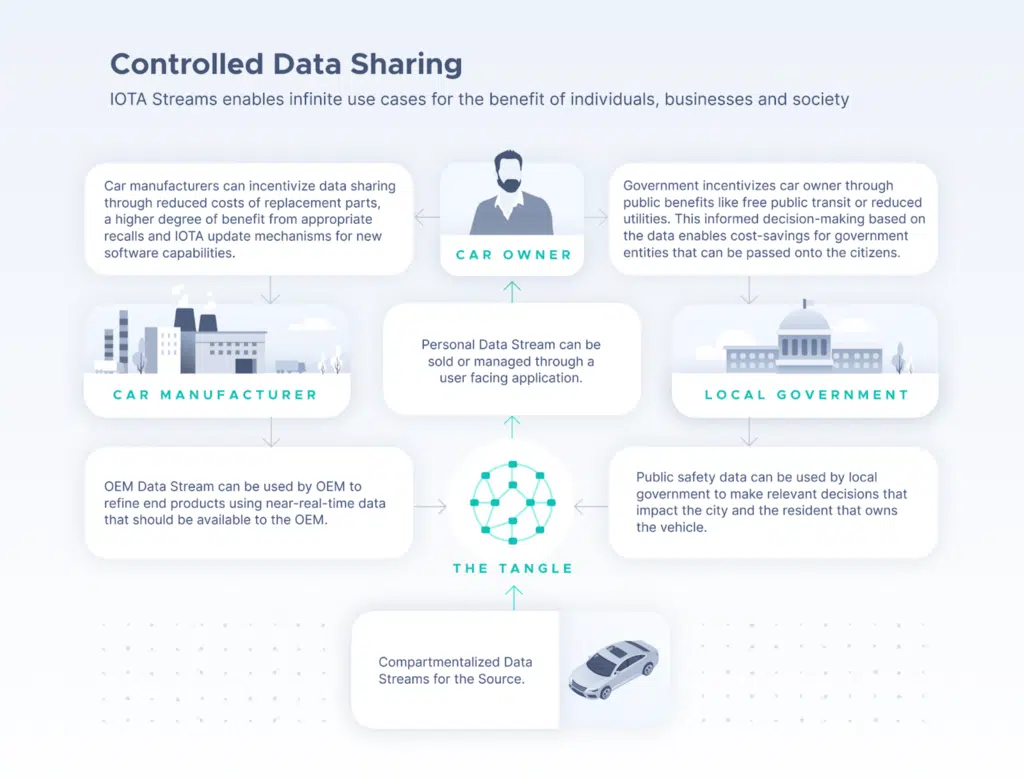 Controlled Data Sharing
IOTA Streams enables infinite use cases for the benefit of individuals, businesses and society
Car manufacturers can incentivize data sharing
through reduced costs of replacement parts,
a higher degree of benefit from appropriate
recalls and IOTA update mechanisms for new
software capabilities.
CAR OWNER
Government incentivizes car owner through
public benefits like free public transit or reduced
utilities. This informed decision-making based on
the data enables cost-savings for government
entities that can be passed onto the citizens.
CAR MANUFACTURER
Personal Data Stream can be
sold or managed through a
user facing application.
LOCAL GOVERNMENT
OEM Data Stream can be used by OEM to
refine end products using near-real-time data
that should be available to the OEM.
THE TANGLE
Public safety data can be used by local
government to make relevant decisions that
impact the city and the resident that owns
the vehicle.
Compartmentalized Data
Streams for the Source.